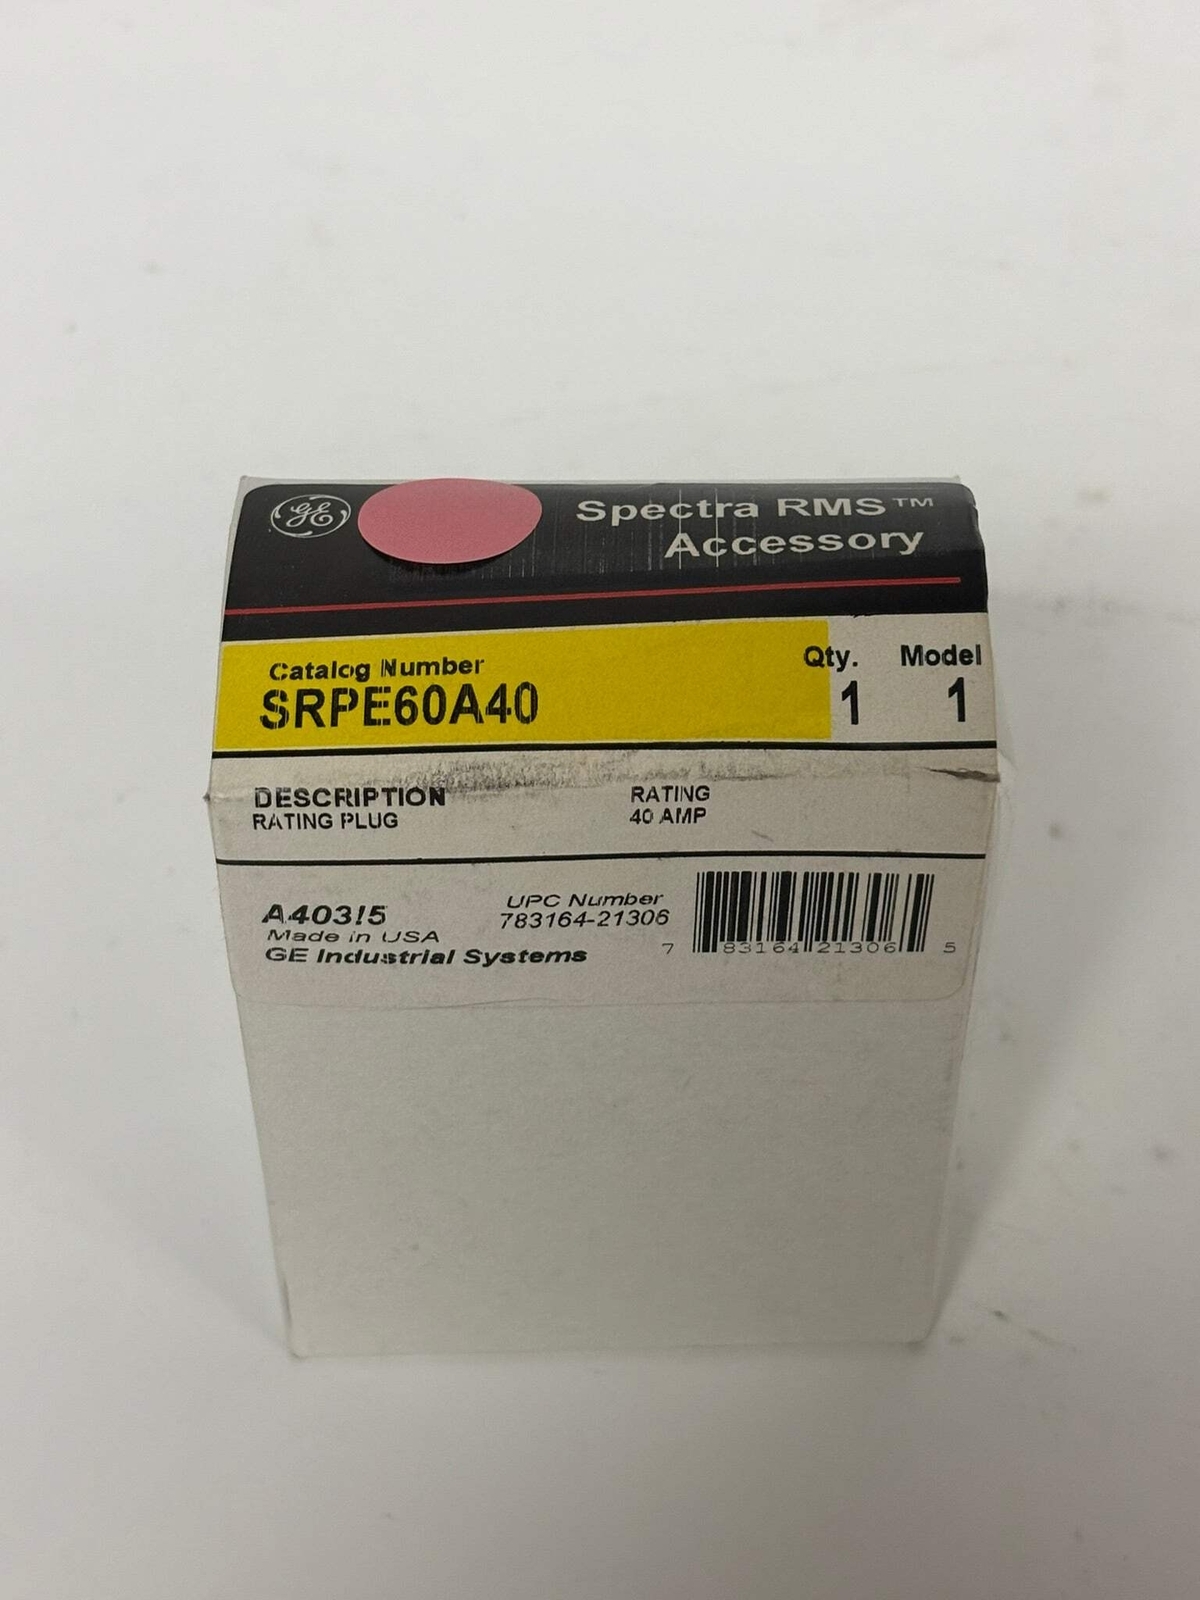 GE
Spectra RMS™
Accessory
Catalog Number
SRPE60A40
Qty.
1
Model
1
DESCRIPTION
RATING PLUG
RATING
40 AMP
A403!5
Made in USA
GE Industrial Systems
UPC Number
783164-21306
7 83164 21306 5